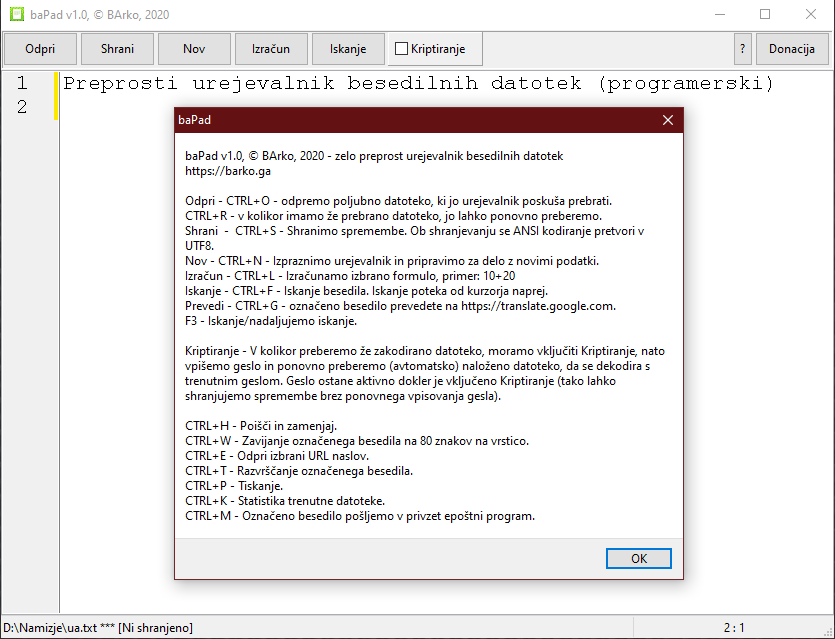 baPad v1.0, © BArko, 2020
Odpri
Shrani
Nov
Izračun
Iskanje
Kriptiranje
?
Donacija
1 Preprosti urejevalnik besedilnih datotek (programerski)
2
baPad
baPad v1.0, © BArko, 2020 - zelo preprost urejevalnik besedilnih datotek
https://barko.ga
Odpri - CTRL+O - odpremo poljubno datoteko, ki jo urejevalnik poskuša prebrati.
CTRL+R - v kolikor imamo že prebrano datoteko, jo lahko ponovno preberemo.
Shrani - CTRL+S - Shranimo spremembe. Ob shranjevanju se ANSI kodiranje pretvori v
UTF8.
Nov - CTRL+N - Izpraznimo urejevalnik in pripravimo za delo z novimi podatki.
Izračun - CTRL+L - Izračunamo izbrano formulo, primer: 10+20
Iskanje - CTRL+F - Iskanje besedila. Iskanje poteka od kurzorja naprej.
Prevedi - CTRL+G - označeno besedilo prevedete na https://translate.google.com.
F3 - Iskanje/nadaljujemo iskanje.
Kriptiranje - V kolikor preberemo že zakodirano datoteko, moramo vključiti Kriptiranje, nato
vpišemo geslo in ponovno preberemo (avtomatsko) naloženo datoteko, da se dekodira s
trenutnim geslom. Geslo ostane aktivno dokler je vključeno Kriptiranje (tako lahko
shranjujemo spremembe brez ponovnega vpisovanja gesla).
CTRL+H - Poišči in zamenjaj.
CTRL+W - Zavijanje označenega besedila na 80 znakov na vrstico.
CTRL+E - Odpri izbrani URL naslov.
CTRL+T - Razvrščanje označenega besedila.
CTRL+P - Tiskanje.
CTRL+K - Statistika trenutne datoteke.
CTRL+M - Označeno besedilo pošljemo v privzet epoštni program.
OK
D:\Namizje\ua.txt *** [Ni shranjeno]
2 : 1